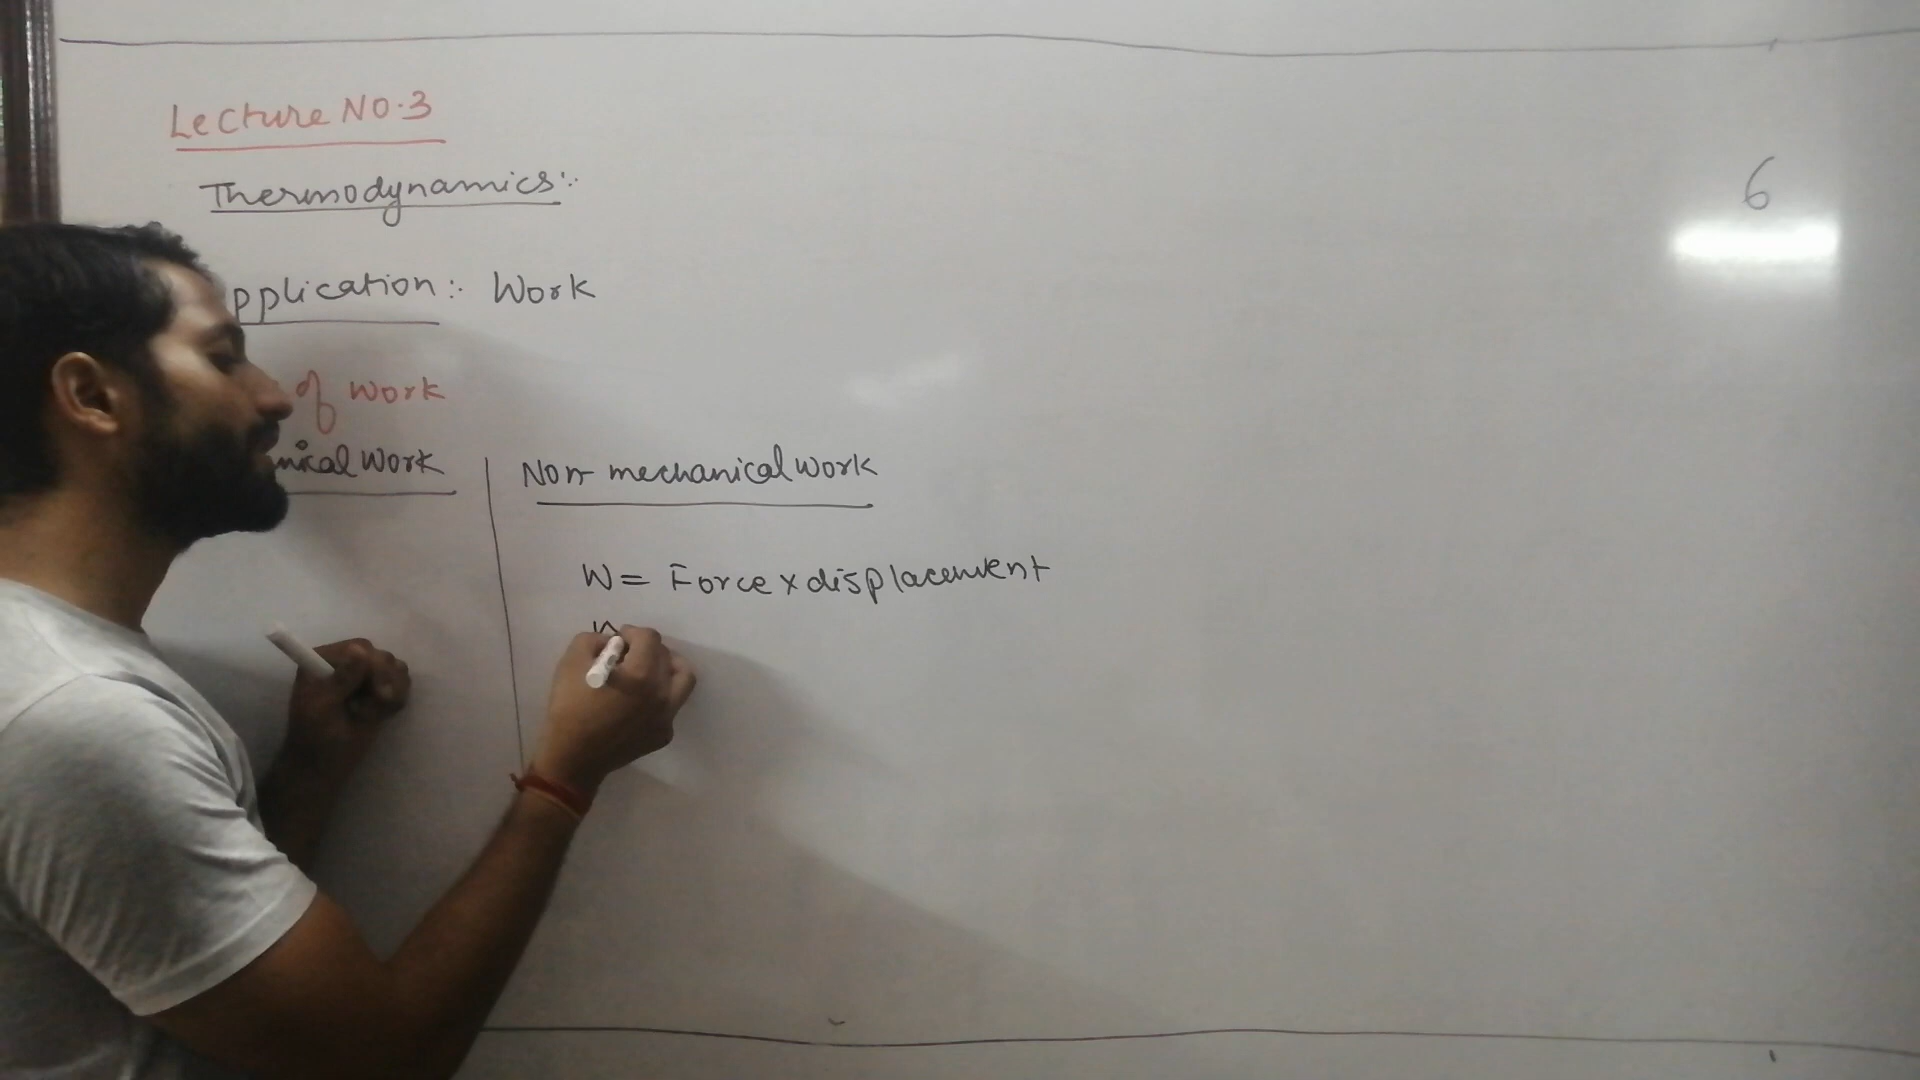 Lecture No.3
6
Thermodynamics:-
pplication:- Work
of work
nical Work
Non-mechanical work
W = Force x displacement
W